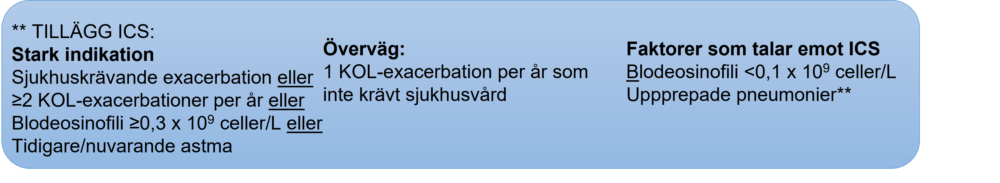 ** TILLÄGG ICS:
Stark indikation
Sjukhuskrävande exacerbation eller
≥2 KOL-exacerbationer per år eller
Blodeosinofili ≥0,3 x 10⁹ celler/L eller
Tidigare/nuvarande astma
Överväg:
1 KOL-exacerbation per år som
inte krävt sjukhusvård
Faktorer som talar emot ICS
Blodeosinofili <0,1 x 10⁹ celler/L
Uppprepade pneumonier**